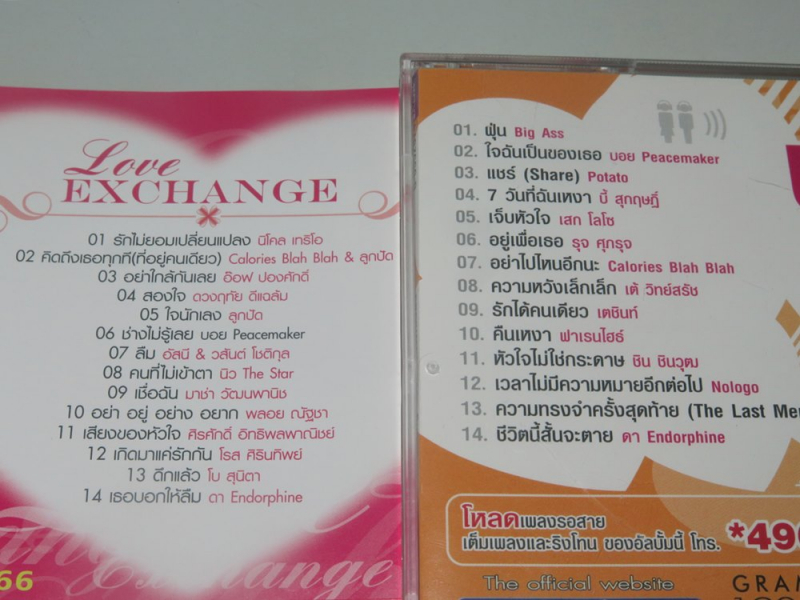 Love
EXCHANGE
01 รักไม่ยอมเปลี่ยนแปลง นิโคล เทริโอ
02 คิดถึงเธอทุกที(ที่อยู่คนเดียว) Calories Blah Blah & ลูกปัด
03 อย่าใกล้กันเลย อ๊อฟ ปองศักดิ์
04 สองใจ ดวงฤทัย ดีแฉล้ม
05 ใจนักเลง ลูกปัด
06 ช่างไม่รู้เลย บอย Peacemaker
07 ลืม อัสนี & วสันต์ โชติกุล
08 คนที่ไม่เข้าตา นิว The Star
09 เชื่อฉัน มาช่า วัฒนพานิช
10 อย่า อยู่ อย่าง อยาก พลอย ณัฐชา
11 เสียงของหัวใจ ศิรศักดิ์ อิทธิพลพาณิชย์
12 เกิดมาแค่รักกัน โรส ศิรินทิพย์
13 ดึกแล้ว โบ สุนิตา
14 เธอบอกให้ลืม ดา Endorphine
Exchange
66
01. ฝุ่น Big Ass
02. ใจฉันเป็นของเธอ บอย Peacemaker
03. แชร์ (Share) Potato
04. 7 วันที่ฉันเหงา บี้ สุกฤษฎิ์
05. เจ็บหัวใจ เสก โลโซ
06. อยู่เพื่อเธอ รุจ ศุภรุจ
07. อย่าไปไหนอีกนะ Calories Blah Blah
08. ความหวังเล็กเล็ก เต้ วิทย์สรัช
09. รักได้คนเดียว เตชินท์
10. คืนเหงา ฟาเรนไฮธ์
11. หัวใจไม่ใช่กระดาษ ชิน ชินวุฒ
12. เวลาไม่มีความหมายอีกต่อไป Nologo
13. ความทรงจำครั้งสุดท้าย (The Last Me
14. ชีวิตนี้สั้นจะตาย ดา Endorphine
โหลดเพลงรอสาย
เต็มเพลงและริงโทน ของอัลบั้มนี้ โทร. *490
The official website
GRAM